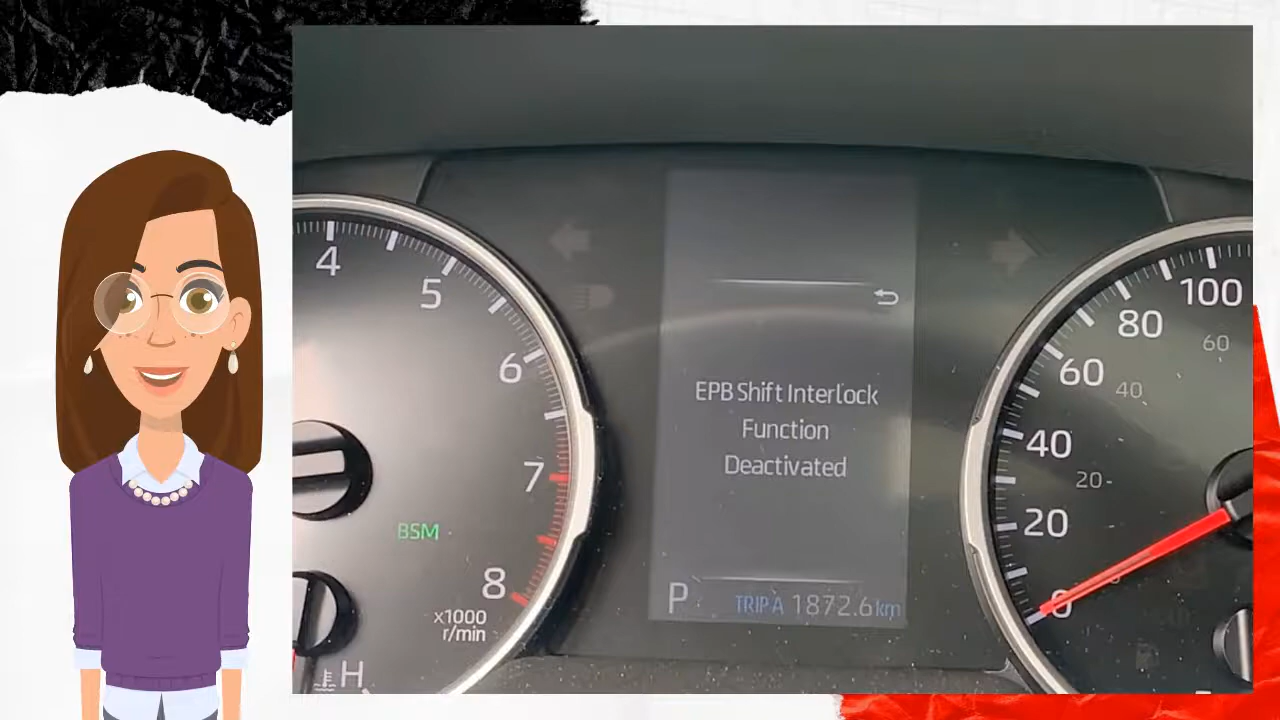 4
5
6
7
8
x1000
r/min
BSM
H
EPB Shift Interlock
Function
Deactivated
P TRIP A 1872.6 km
100
80
60
60
40
40
20
20
0